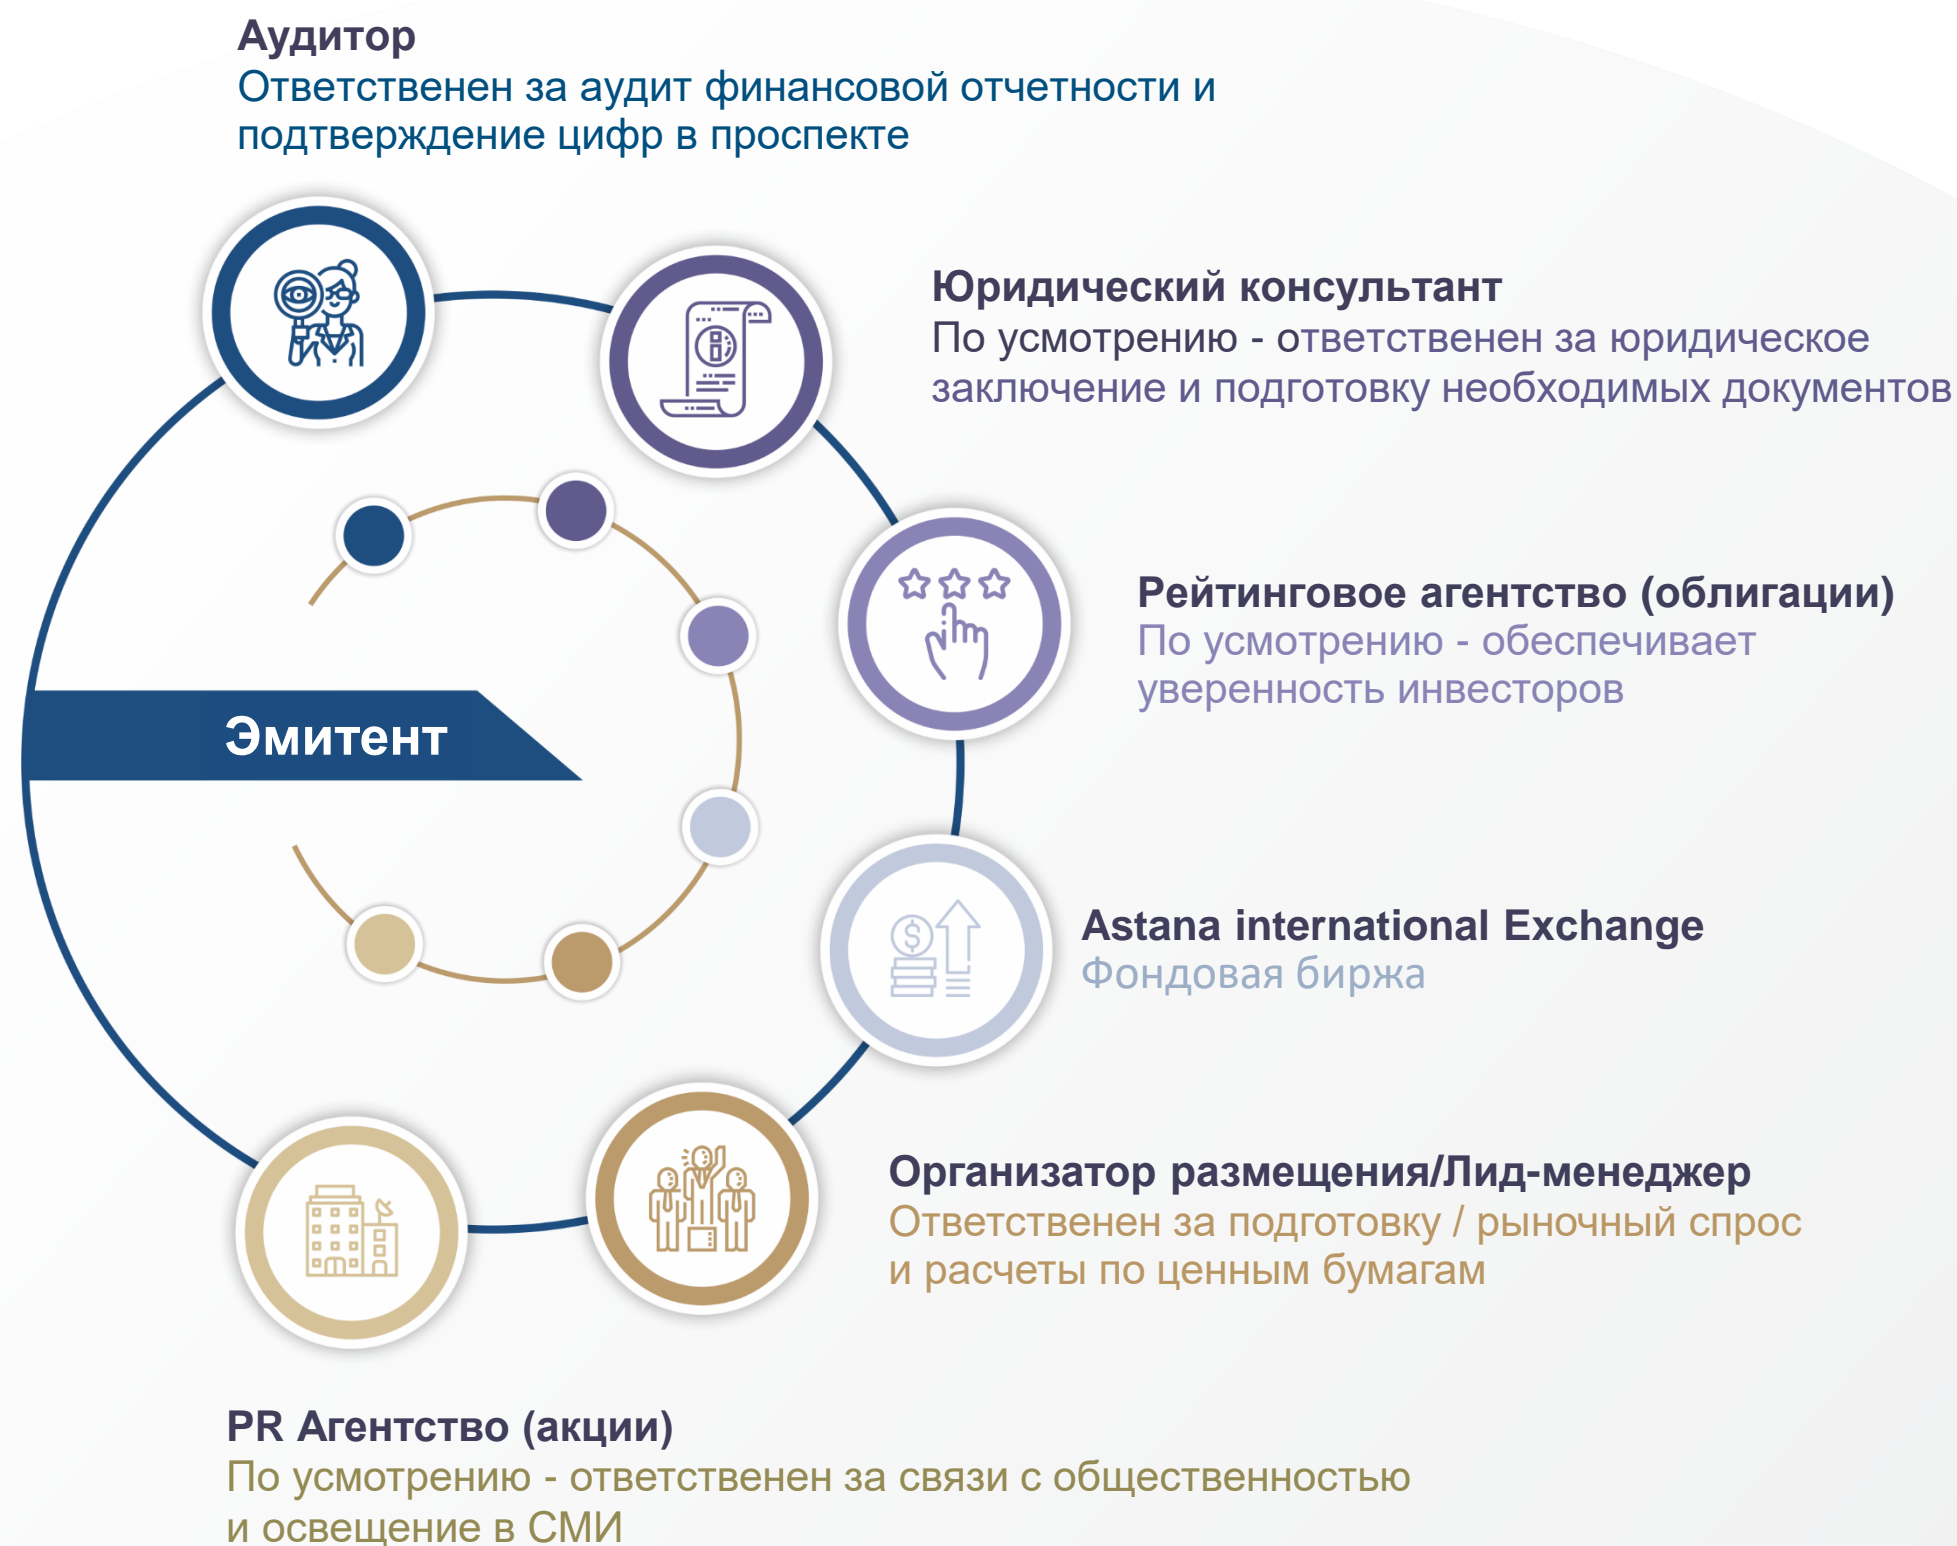 Аудитор
Ответственен за аудит финансовой отчетности и
подтверждение цифр в проспекте
Юридический консультант
По усмотрению - ответственен за юридическое
заключение и подготовку необходимых документов
Рейтинговое агентство (облигации)
По усмотрению - обеспечивает
уверенность инвесторов
Эмитент
Astana international Exchange
Фондовая биржа
Организатор размещения/Лид-менеджер
Ответственен за подготовку / рыночный спрос
и расчеты по ценным бумагам
PR Агентство (акции)
По усмотрению - ответственен за связи с общественностью
и освещение в СМИ